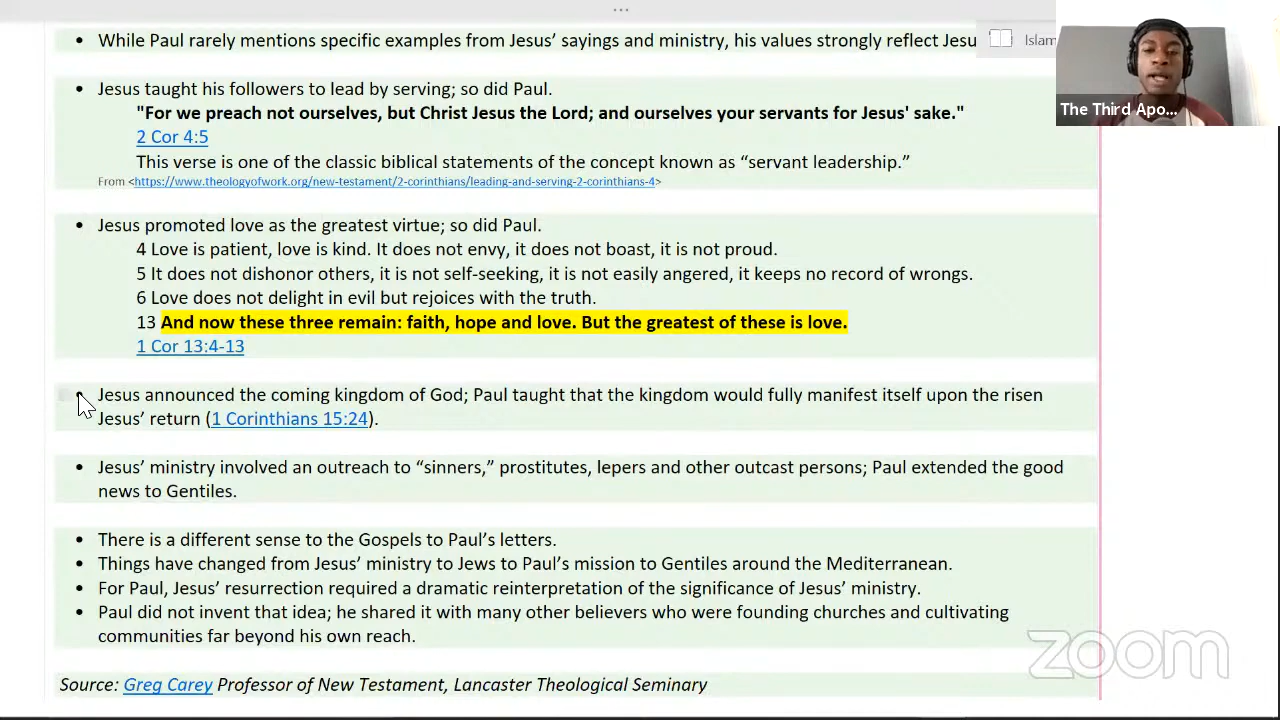 • While Paul rarely mentions specific examples from Jesus’ sayings and ministry, his values strongly reflect Jesu
Islam
The Third Apo...
• Jesus taught his followers to lead by serving; so did Paul.
"For we preach not ourselves, but Christ Jesus the Lord; and ourselves your servants for Jesus' sake."
2 Cor 4:5
This verse is one of the classic biblical statements of the concept known as “servant leadership.”
From <https://www.theologyofwork.org/new-testament/2-corinthians/leading-and-serving-2-corinthians-4>
• Jesus promoted love as the greatest virtue; so did Paul.
4 Love is patient, love is kind. It does not envy, it does not boast, it is not proud.
5 It does not dishonor others, it is not self-seeking, it is not easily angered, it keeps no record of wrongs.
6 Love does not delight in evil but rejoices with the truth.
13 And now these three remain: faith, hope and love. But the greatest of these is love.
1 Cor 13:4-13
• Jesus announced the coming kingdom of God; Paul taught that the kingdom would fully manifest itself upon the risen
Jesus’ return (1 Corinthians 15:24).
• Jesus’ ministry involved an outreach to “sinners,” prostitutes, lepers and other outcast persons; Paul extended the good
news to Gentiles.
• There is a different sense to the Gospels to Paul’s letters.
• Things have changed from Jesus’ ministry to Jews to Paul’s mission to Gentiles around the Mediterranean.
• For Paul, Jesus’ resurrection required a dramatic reinterpretation of the significance of Jesus’ ministry.
• Paul did not invent that idea; he shared it with many other believers who were founding churches and cultivating
communities far beyond his own reach.
zoom
Source: Greg Carey Professor of New Testament, Lancaster Theological Seminary